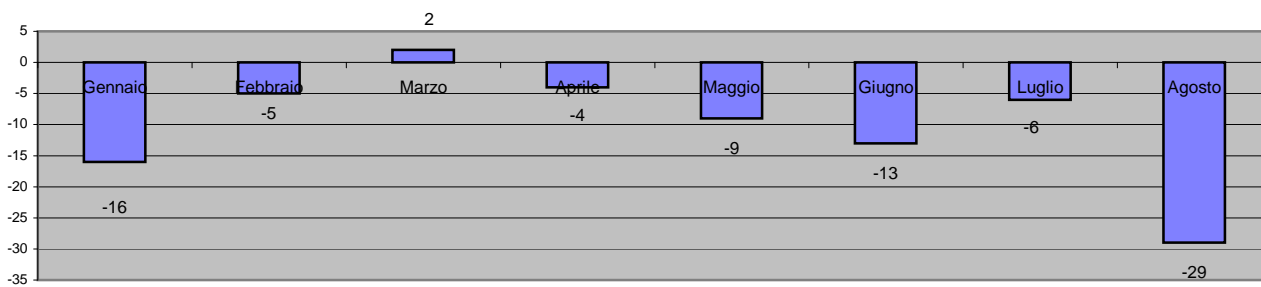 2
5
0
-5
-10
-15
-20
-25
-30
-35
Gennaio
Febbraio
Marzo
Aprile
Maggio
Giugno
Luglio
Agosto
-16
-5
-4
-9
-13
-6
-29